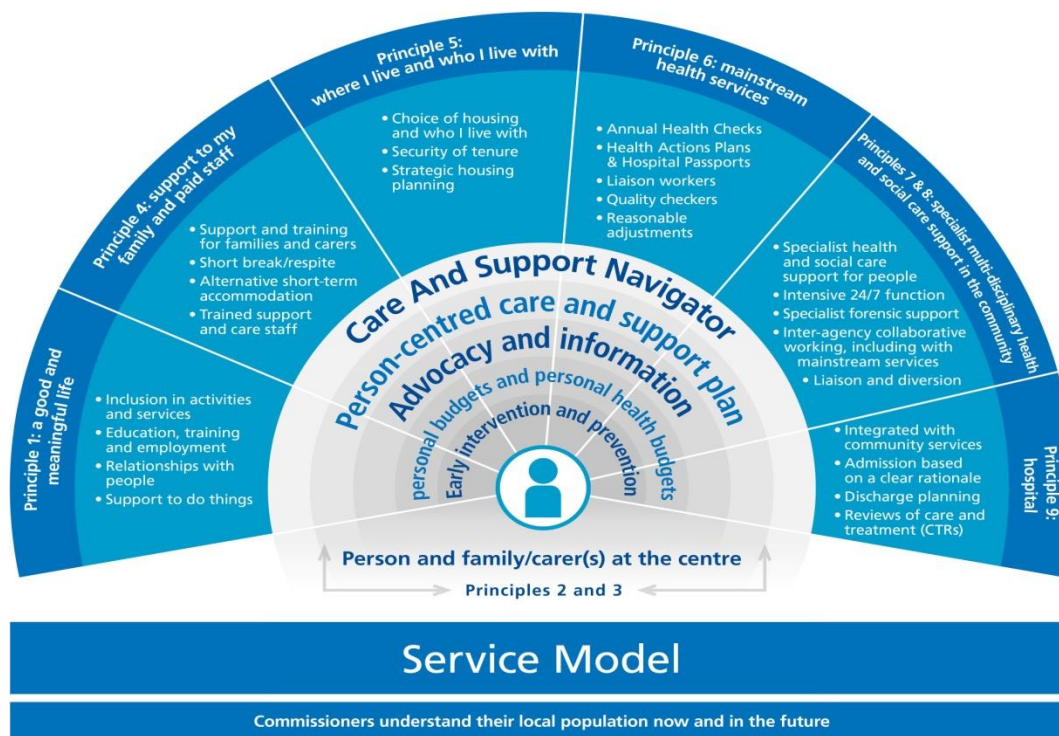 Principle 1: a good and
meaningful life
• Inclusion in activities
and services
• Education, training
and employment
• Relationships with
people
• Support to do things
Principle 4: support to my
family and paid staff
• Support and training
for families and carers
• Short break/respite
• Alternative short-term
accommodation
• Trained support
and care staff
Principle 5:
where I live and who I live with
• Choice of housing
and who I live with
• Security of tenure
• Strategic housing
planning
Principle 6: mainstream
health services
• Annual Health Checks
• Health Actions Plans
& Hospital Passports
• Liaison workers
• Quality checkers
• Reasonable
adjustments
Principles 7 & 8: specialist multi-disciplinary health
and social care support in the community
• Specialist health
and social care
support for people
• Intensive 24/7 function
• Specialist forensic support
• Inter-agency collaborative
working, including with
mainstream services
• Liaison and diversion
Principle 9:
hospital
• Integrated with
community services
• Admission based
on a clear rationale
• Discharge planning
• Reviews of care and
treatment (CTRs)
Care And Support Navigator
Person-centred care and support plan
Advocacy and information
personal budgets and personal health budgets
Early intervention and prevention
Person and family/carer(s) at the centre
Principles 2 and 3
Service Model
Commissioners understand their local population now and in the future